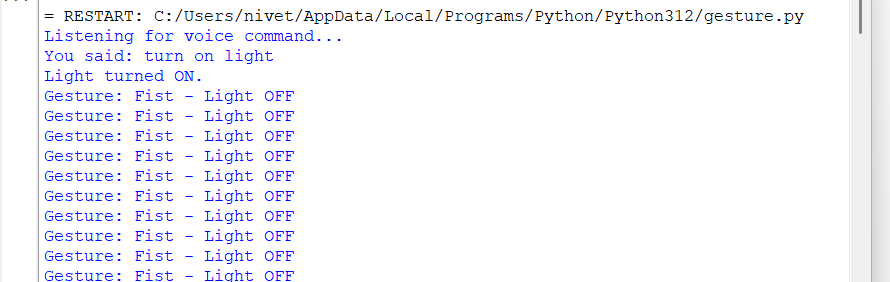 = RESTART: C:/Users/nivet/AppData/Local/Programs/Python/Python312/gesture.py
Listening for voice command...
You said: turn on light
Light turned ON.
Gesture: Fist - Light OFF
Gesture: Fist - Light OFF
Gesture: Fist - Light OFF
Gesture: Fist - Light OFF
Gesture: Fist - Light OFF
Gesture: Fist - Light OFF
Gesture: Fist - Light OFF
Gesture: Fist - Light OFF
Gesture: Fist - Light OFF
Gesture: Fist - Light OFF